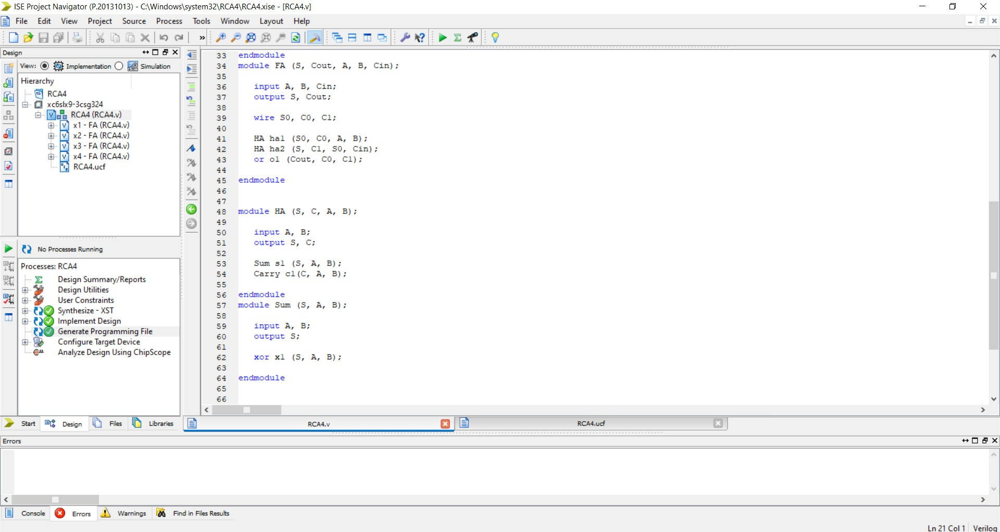 ISE Project Navigator (P.20131013) - C:\Windows\system32\RCA4\RCA4.xise - [RCA4.v]
File Edit View Project Source Process Tools Window Layout Help
»
Design
View: Implementation Simulation
Hierarchy
RCA4
xc6slx9-3csg324
RCA4 (RCA4.v)
x1 - FA (RCA4.v)
x2 - FA (RCA4.v)
x3 - FA (RCA4.v)
x4 - FA (RCA4.v)
RCA4.ucf
No Processes Running
Processes: RCA4
Design Summary/Reports
Design Utilities
User Constraints
Synthesize - XST
Implement Design
Generate Programming File
Configure Target Device
Analyze Design Using ChipScope
Start Design Files Libraries
33 endmodule
34 module FA (S, Cout, A, B, Cin);
35
36 input A, B, Cin;
37 output S, Cout;
38
39 wire S0, C0, C1;
40
41 HA ha1 (S0, C0, A, B);
42 HA ha2 (S, C1, S0, Cin);
43 or o1 (Cout, C0, C1);
44
45 endmodule
46
47
48 module HA (S, C, A, B);
49
50 input A, B;
51 output S, C;
52
53 Sum s1 (S, A, B);
54 Carry c1(C, A, B);
55
56 endmodule
57 module Sum (S, A, B);
58
59 input A, B;
60 output S;
61
62 xor x1 (S, A, B);
63
64 endmodule
65
66
RCA4.v RCA4.ucf
Errors
Console Errors Warnings Find in Files Results
Ln 21 Col 1 Verilog